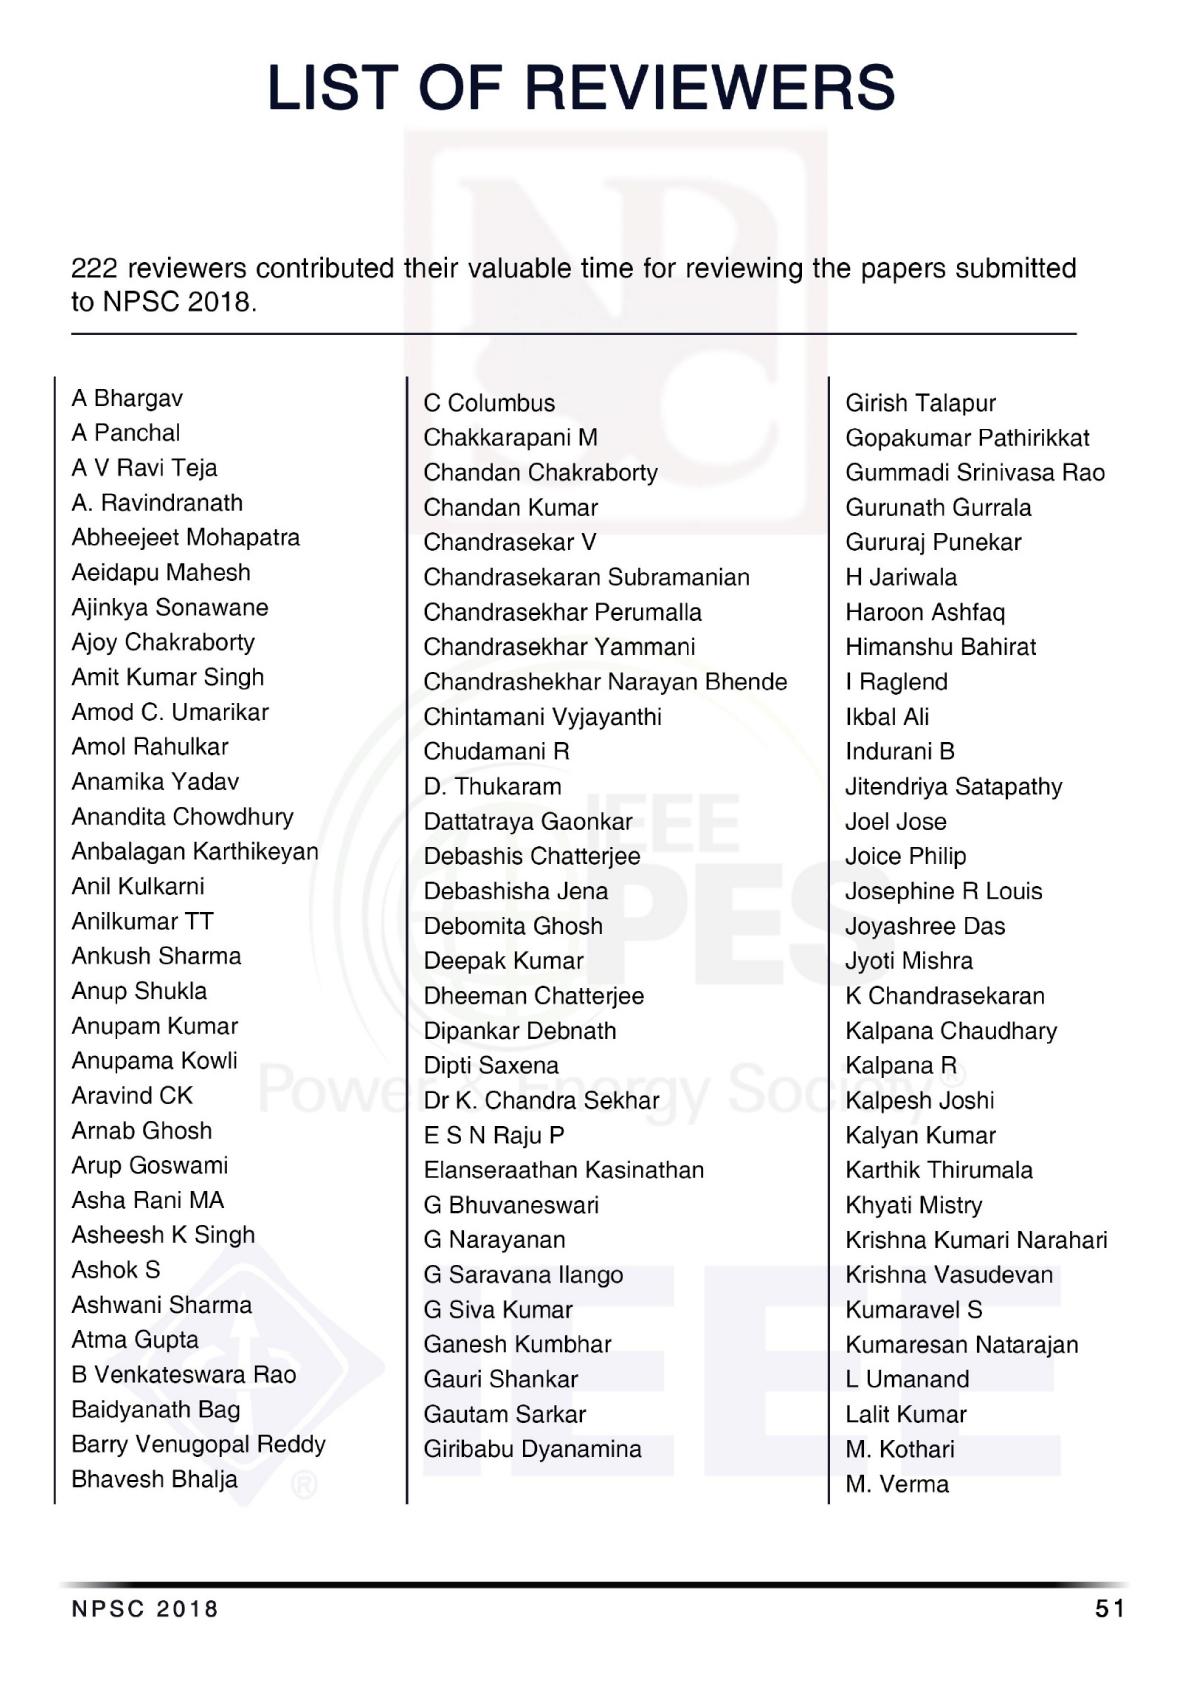 LIST OF REVIEWERS
222 reviewers contributed their valuable time for reviewing the papers submitted
to NPSC 2018.
A Bhargav
A Panchal
A V Ravi Teja
A. Ravindranath
Abheejeet Mohapatra
Aeidapu Mahesh
Ajinkya Sonawane
Ajoy Chakraborty
Amit Kumar Singh
Amod C. Umarikar
Amol Rahulkar
Anamika Yadav
Anandita Chowdhury
Anbalagan Karthikeyan
Anil Kulkarni
Anilkumar TT
Ankush Sharma
Anup Shukla
Anupam Kumar
Anupama Kowli
Aravind CK
Arnab Ghosh
Arup Goswami
Asha Rani MA
Asheesh K Singh
Ashok S
Ashwani Sharma
Atma Gupta
B Venkateswara Rao
Baidyanath Bag
Barry Venugopal Reddy
Bhavesh Bhalja
C Columbus
Chakkarapani M
Chandan Chakraborty
Chandan Kumar
Chandrasekar V
Chandrasekaran Subramanian
Chandrasekhar Perumalla
Chandrasekhar Yammani
Chandrashekhar Narayan Bhende
Chintamani Vyjayanthi
Chudamani R
D. Thukaram
Dattatraya Gaonkar
Debashis Chatterjee
Debashisha Jena
Debomita Ghosh
Deepak Kumar
Dheeman Chatterjee
Dipankar Debnath
Dipti Saxena
Dr K. Chandra Sekhar
E S N Raju P
Elanseraathan Kasinathan
G Bhuvaneswari
G Narayanan
G Saravana Ilango
G Siva Kumar
Ganesh Kumbhar
Gauri Shankar
Gautam Sarkar
Giribabu Dyanamina
Girish Talapur
Gopakumar Pathirikkat
Gummadi Srinivasa Rao
Gurunath Gurrala
Gururaj Punekar
H Jariwala
Haroon Ashfaq
Himanshu Bahirat
I Raglend
Ikbal Ali
Indurani B
Jitendriya Satapathy
Joel Jose
Joice Philip
Josephine R Louis
Joyashree Das
Jyoti Mishra
K Chandrasekaran
Kalpana Chaudhary
Kalpana R
Kalpesh Joshi
Kalyan Kumar
Karthik Thirumala
Khyati Mistry
Krishna Kumari Narahari
Krishna Vasudevan
Kumaravel S
Kumaresan Natarajan
L Umanand
Lalit Kumar
M. Kothari
M. Verma
NPSC
IEEE
PES
Power & Energy Society®
IEEE
®
NPSC 2018
51